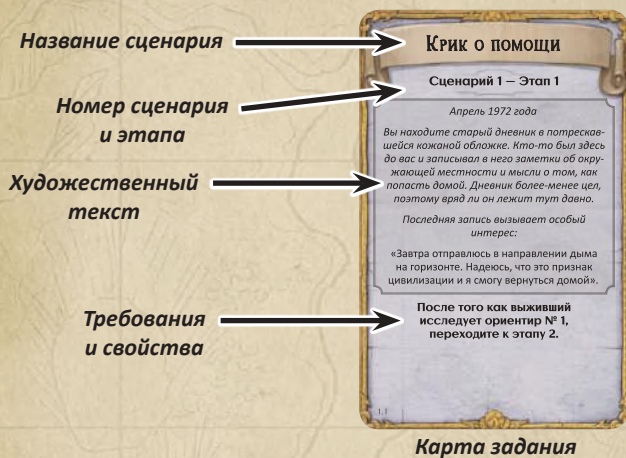 Название сценария
Крик о помощи
Номер сценария
и этапа
Сценарий 1 — Этап 1
Художественный
текст
Апрель 1972 года
Вы находите старый дневник в потрескав-
шейся кожаной обложке. Кто-то был здесь
до вас и записывал в него заметки об окру-
жающей местности и мысли о том, как
попасть домой. Дневник более-менее цел,
поэтому вряд ли он лежит тут давно.
Последняя запись вызывает особый
интерес:
«Завтра отправлюсь в направлении дыма
на горизонте. Надеюсь, что это признак
цивилизации и я смогу вернуться домой».
Требования
и свойства
После того как выживший
исследует ориентир № 1,
переходите к этапу 2.
1.1
Карта задания